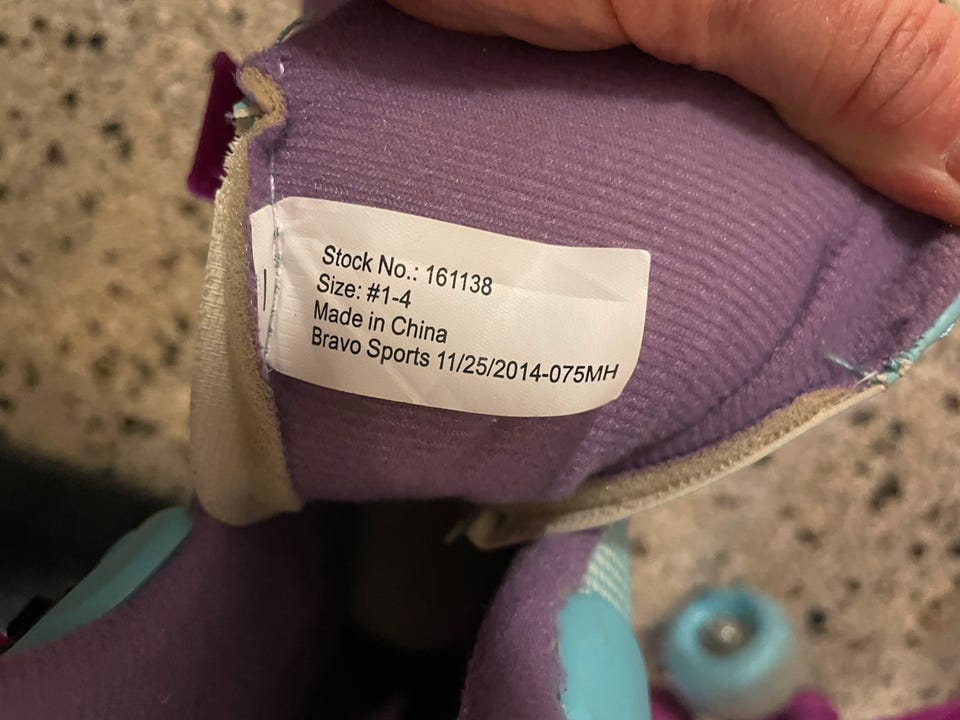 Stock No.: 161138
Size: #1-4
Made in China
Bravo Sports 11/25/2014-075MH